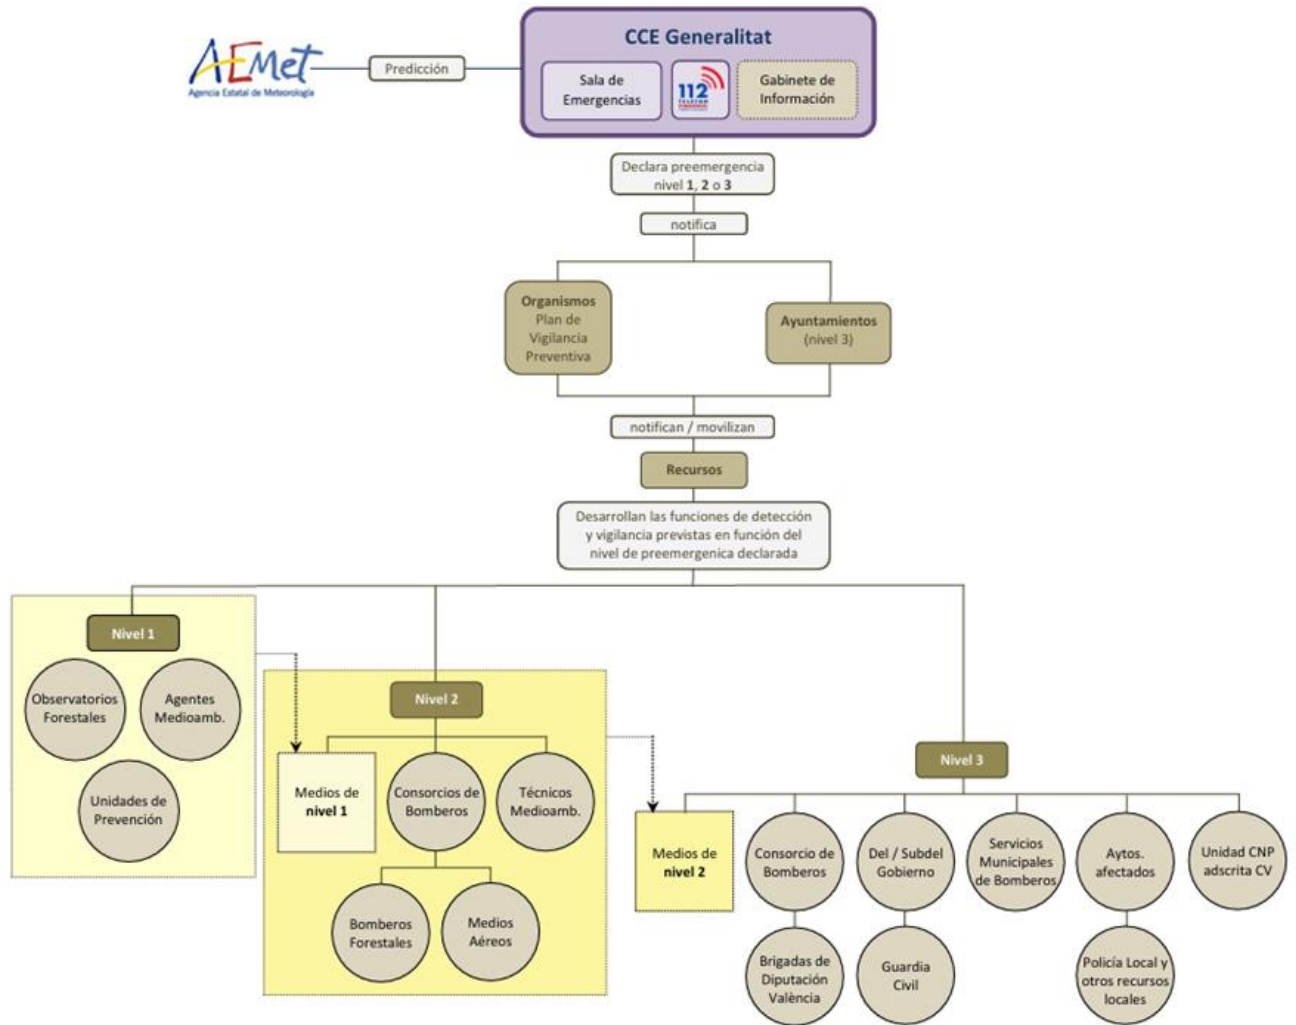 CCE Generalitat
AEMet
Agencia Estatal de Meteorología
Predicción
Sala de
Emergencias
112
Gabinete de
Información
Declara preemergencia
nivel 1, 2 o 3
notifica
Organismos
Plan de
Vigilancia
Preventiva
Ayuntamientos
(nivel 3)
notifican / movilizan
Recursos
Desarrollan las funciones de detección
y vigilancia previstas en función del
nivel de preemergenica declarada
Nivel 1
Observatorios
Forestales
Agentes
Medioamb.
Unidades de
Prevención
Nivel 2
Medios de
nivel 1
Consorcios de
Bomberos
Técnicos
Medioamb.
Bomberos
Forestales
Medios
Aéreos
Nivel 3
Medios de
nivel 2
Consorcio de
Bomberos
Del / Subdel
Gobierno
Servicios
Municipales
de Bomberos
Aytos.
afectados
Unidad CNP
adscrita CV
Brigadas de
Diputación
València
Guardia
Civil
Policía Local y
otros recursos
locales